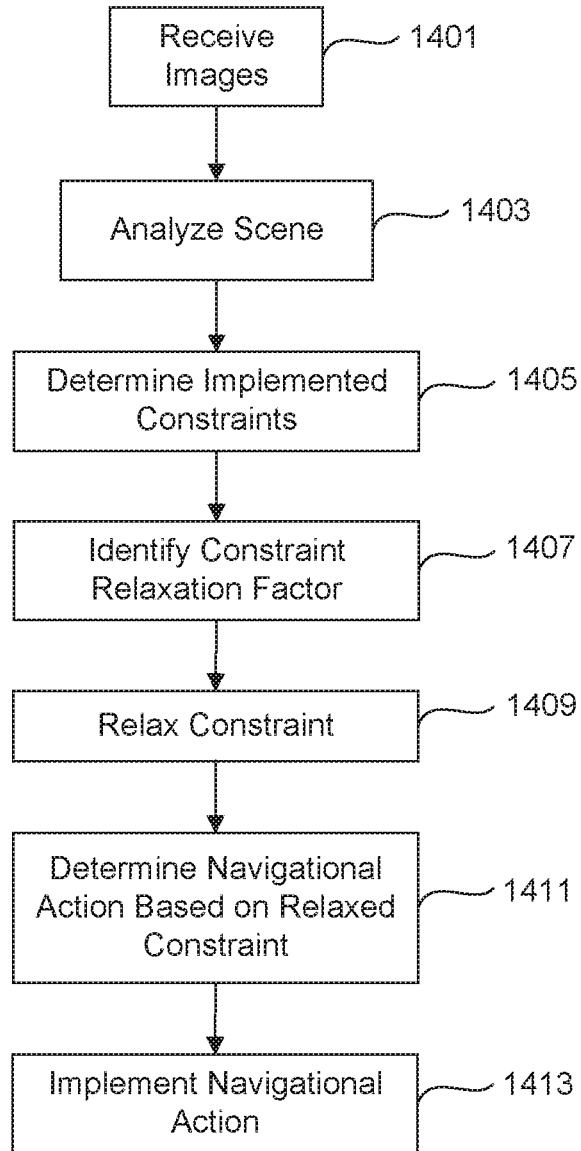 Receive
Images
1401
Analyze Scene
1403
Determine Implemented
Constraints
1405
Identify Constraint
Relaxation Factor
1407
Relax Constraint
1409
Determine Navigational
Action Based on Relaxed
Constraint
1411
Implement Navigational
Action
1413